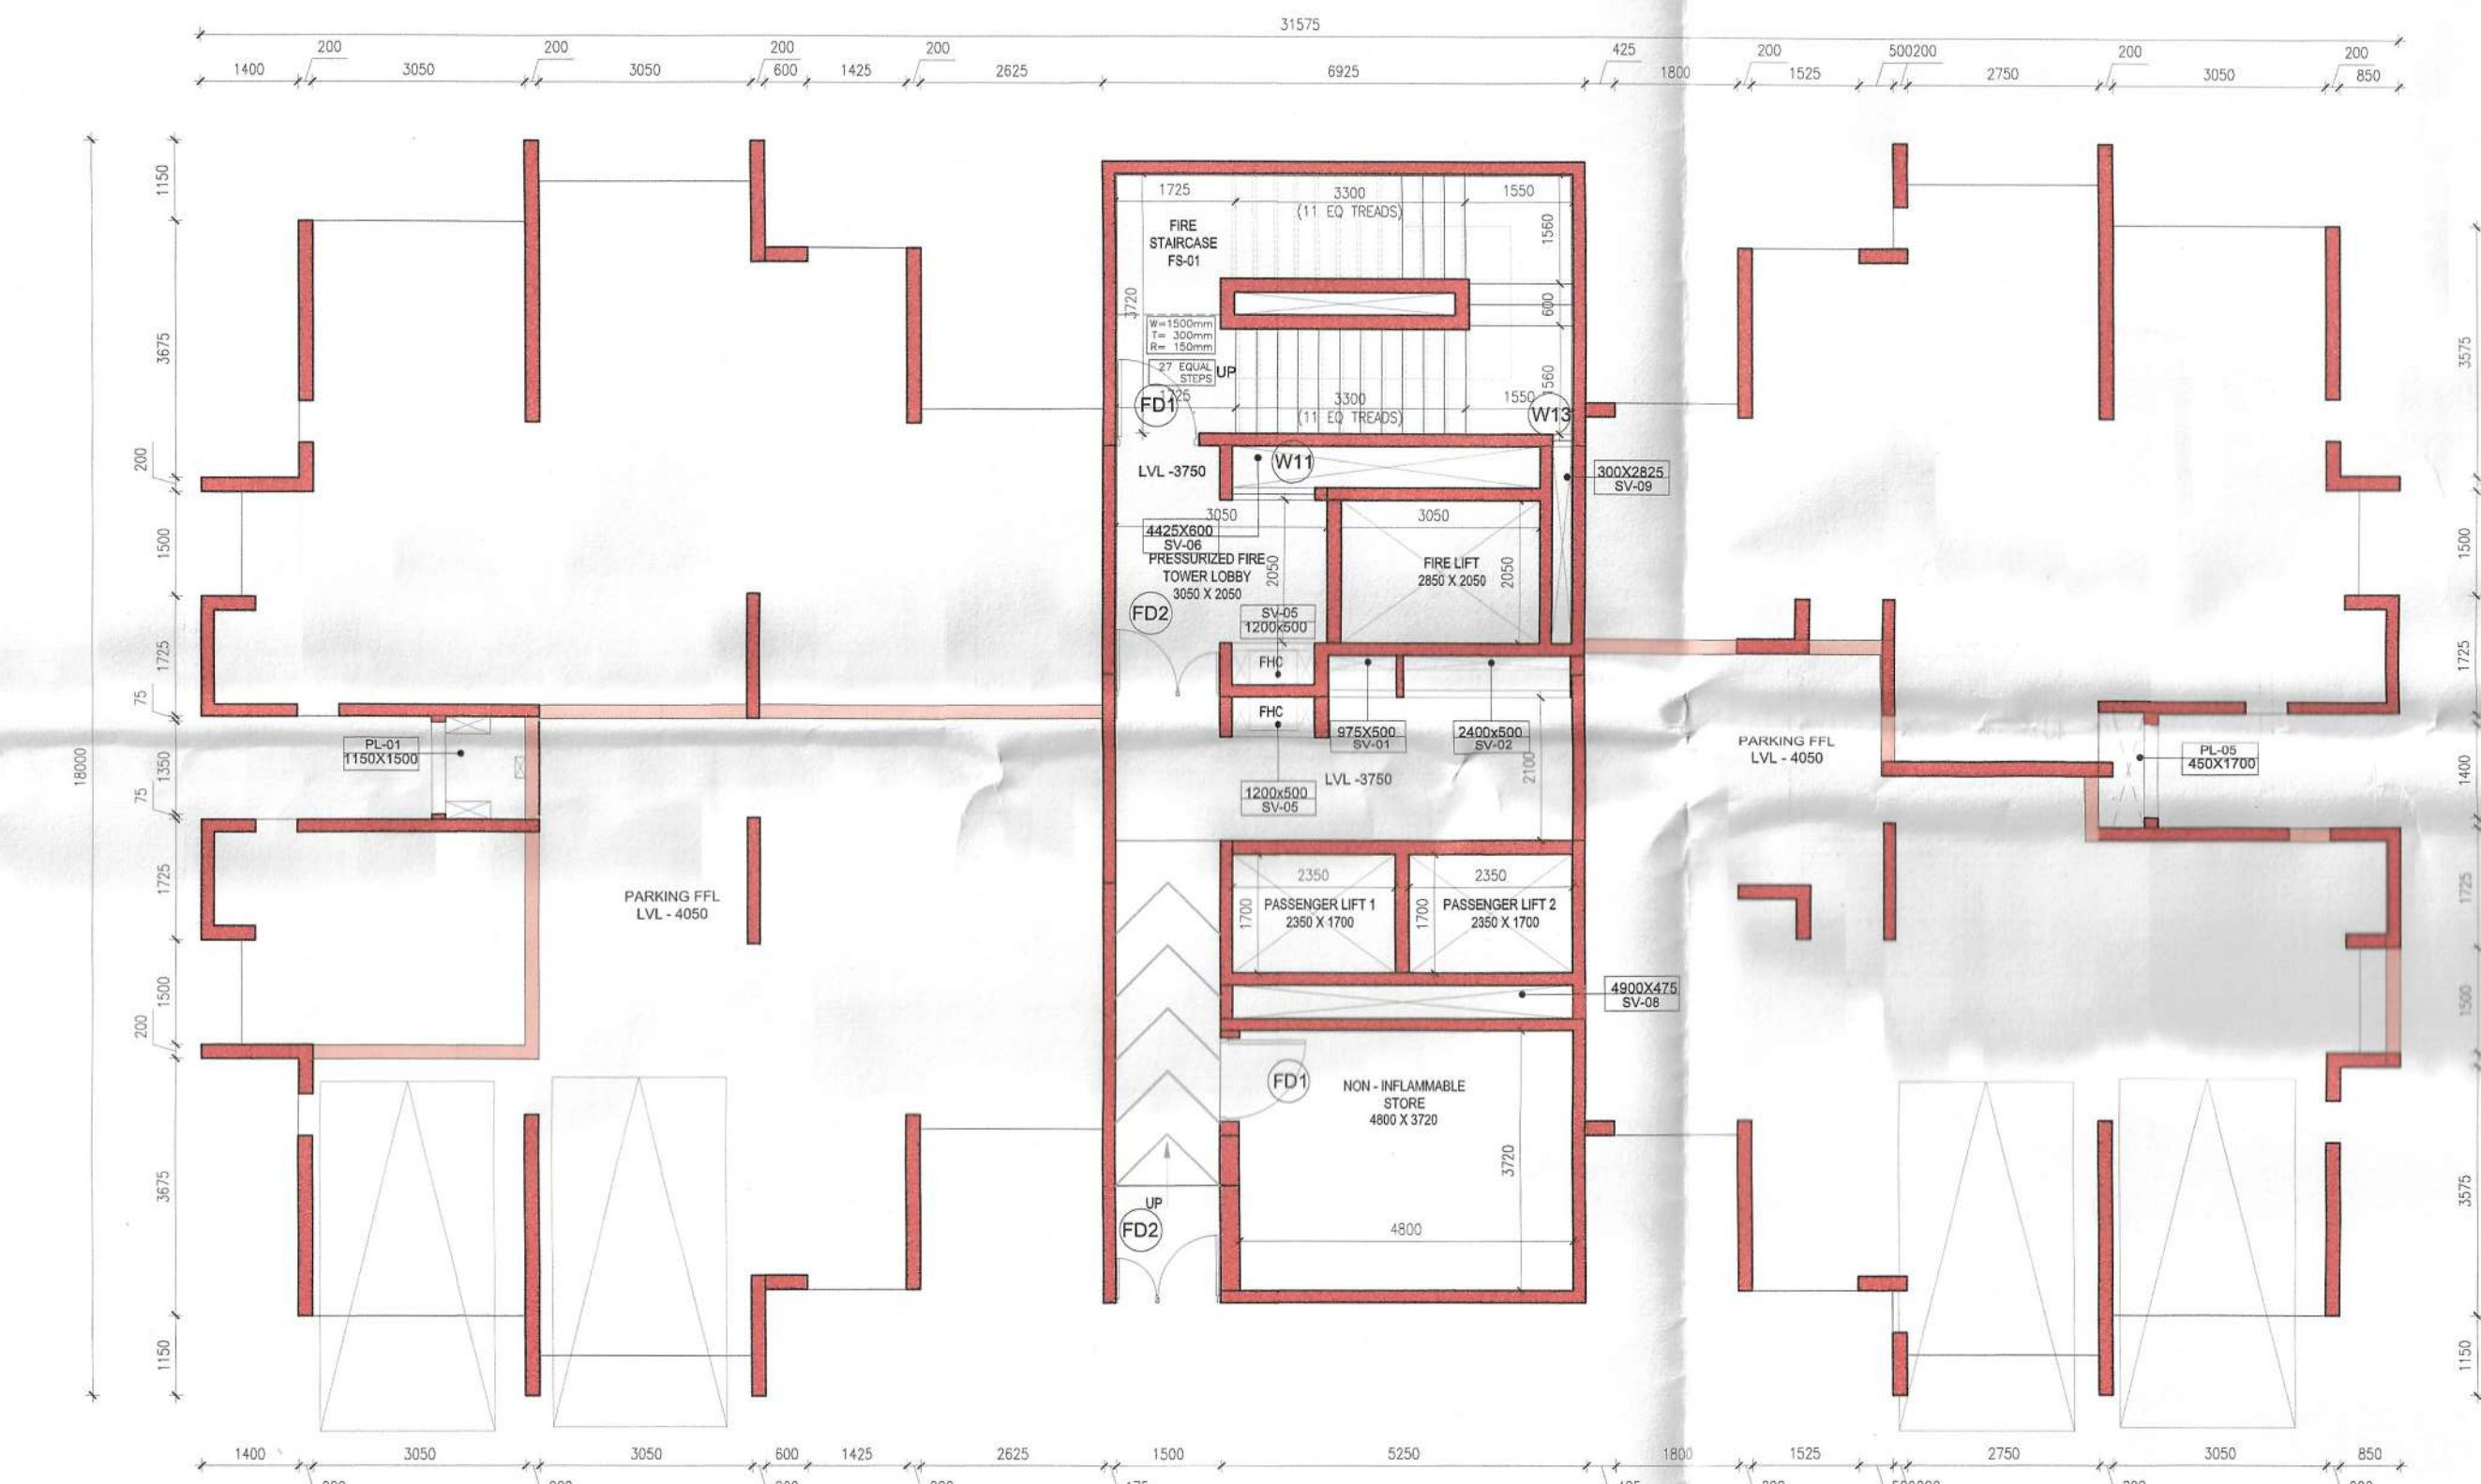 31575
200
200
200
200
425
200
500200
200
200
1400
3050
3050
600
1425
2625
6925
1800
1525
2750
3050
850
18000
1150
3675
200
1500
1725
75
1350
75
1725
1500
200
3675
1150
1725
3300
(11 EQ TREADS)
1550
FIRE
STAIRCASE
FS-01
1560
3720
600
W=1500mm
T= 300mm
R= 150mm
27 EQUAL
STEPS
UP
1560
FD1
1725
3300
(11 EQ TREADS)
1550
W13
LVL -3750
W11
300X2825
SV-09
3050
3050
4425X600
SV-06
PRESSURIZED FIRE
TOWER LOBBY
3050 X 2050
2050
FIRE LIFT
2850 X 2050
2050
FD2
SV-05
1200x500
FHC
FHC
975X500
SV-01
2400x500
SV-02
2100
LVL -3750
1200x500
SV-05
PL-01
1150X1500
PARKING FFL
LVL - 4050
PL-05
450X1700
PARKING FFL
LVL - 4050
2350
2350
1700
PASSENGER LIFT 1
2350 X 1700
1700
PASSENGER LIFT 2
2350 X 1700
4900X475
SV-08
FD1
NON - INFLAMMABLE
STORE
4800 X 3720
3720
4800
UP
FD2
3575
1500
1725
1400
1725
1500
3575
1150
1400
3050
3050
600
1425
2625
1500
5250
1800
1525
2750
3050
850